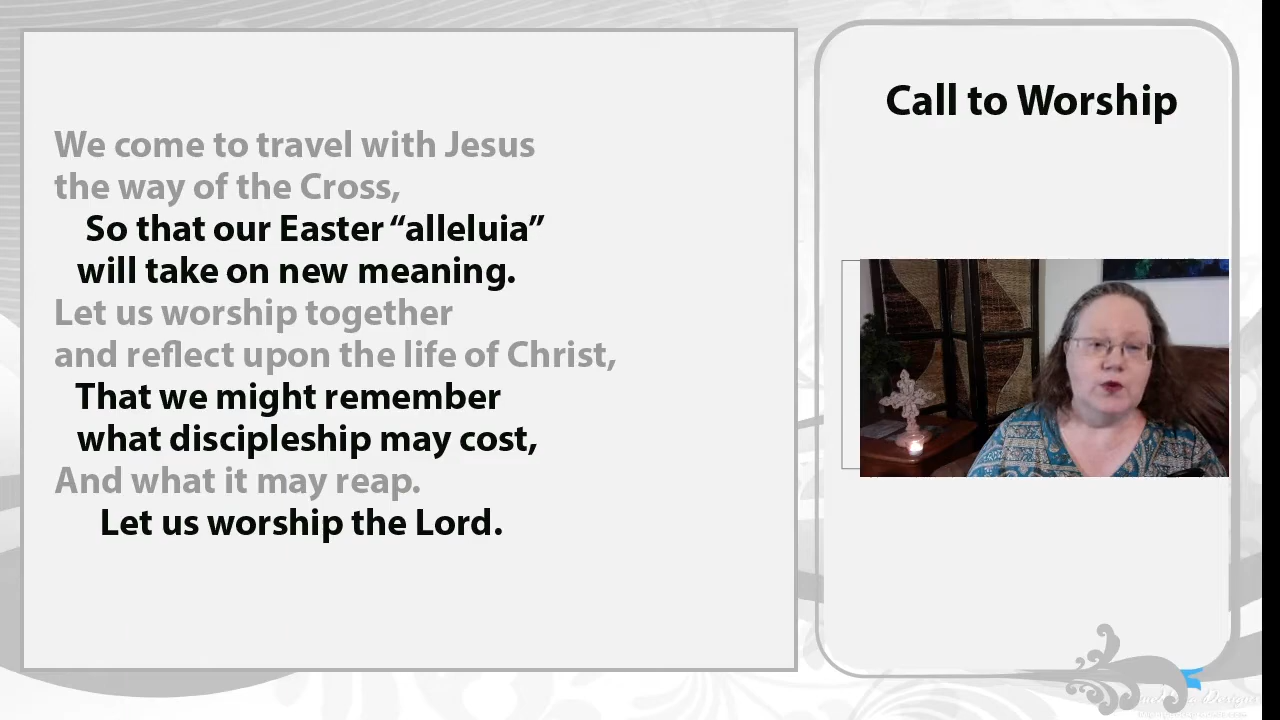 We come to travel with Jesus
the way of the Cross,
So that our Easter “alleluia”
will take on new meaning.
Let us worship together
and reflect upon the life of Christ,
That we might remember
what discipleship may cost,
And what it may reap.
Let us worship the Lord.
Call to Worship